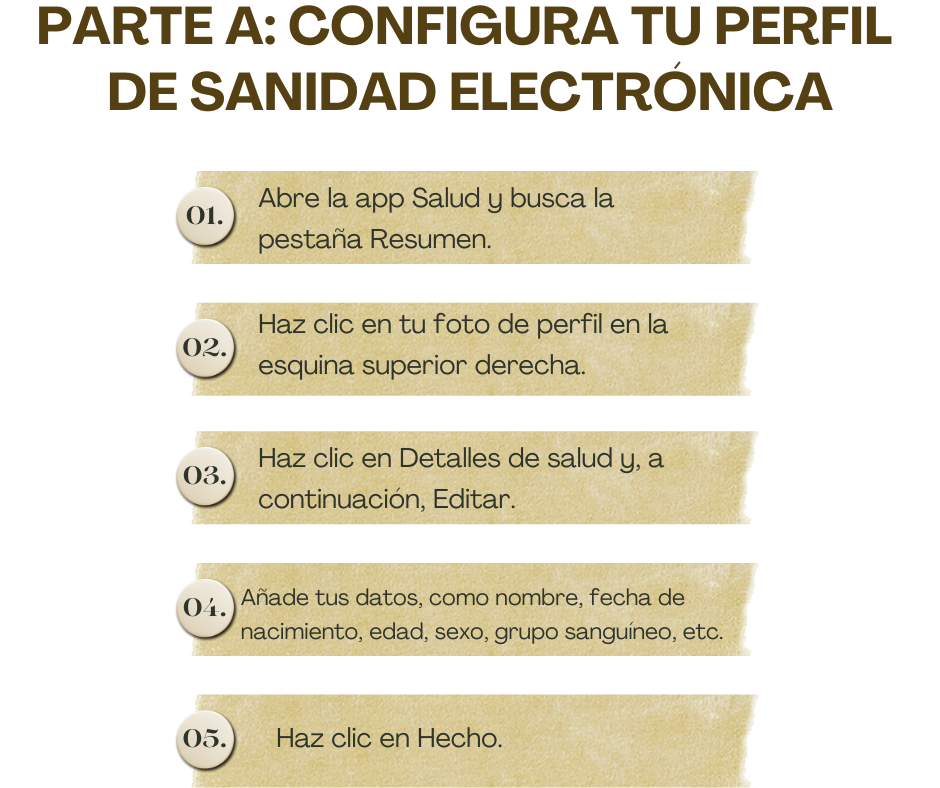 PARTE A: CONFIGURA TU PERFIL
DE SANIDAD ELECTRÓNICA
01.
Abre la app Salud y busca la
pestaña Resumen.
02.
Haz clic en tu foto de perfil en la
esquina superior derecha.
03.
Haz clic en Detalles de salud y, a
continuación, Editar.
04.
Añade tus datos, como nombre, fecha de
nacimiento, edad, sexo, grupo sanguíneo, etc.
05.
Haz clic en Hecho.